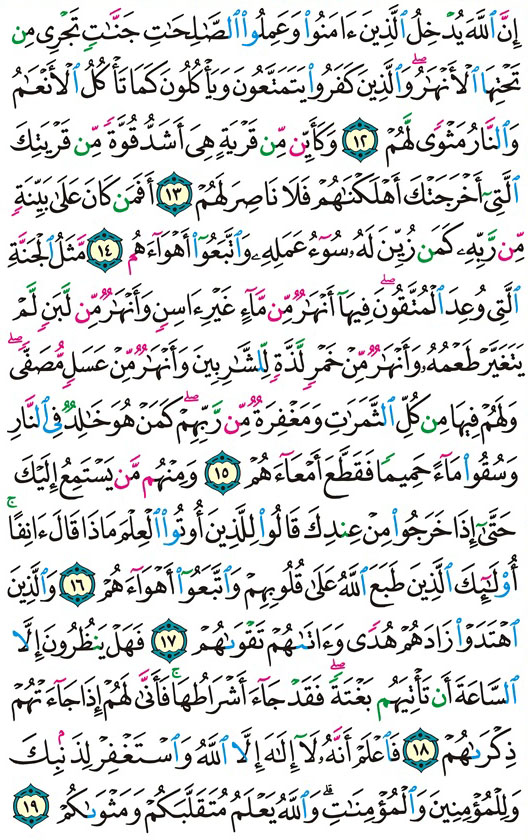 إِنَّ ٱللَّهَ يُدۡخِلُ ٱلَّذِينَ ءَامَنُواْ وَعَمِلُواْ ٱلصَّٰلِحَٰتِ جَنَّٰتٖ تَجۡرِي مِن
تَحۡتِهَا ٱلۡأَنۡهَٰرُۖ وَٱلَّذِينَ كَفَرُواْ يَتَمَتَّعُونَ وَيَأۡكُلُونَ كَمَا تَأۡكُلُ ٱلۡأَنۡعَٰمُ
وَٱلنَّارُ مَثۡوٗى لَّهُمۡ ١٢ وَكَأَيِّن مِّن قَرۡيَةٍ هِيَ أَشَدُّ قُوَّةٗ مِّن قَرۡيَتِكَ
ٱلَّتِيٓ أَخۡرَجَتۡكَ أَهۡلَكۡنَٰهُمۡ فَلَا نَاصِرَ لَهُمۡ ١٣ أَفَمَن كَانَ عَلَىٰ بَيِّنَةٖ
مِّن رَّبِّهِۦ كَمَن زُيِّنَ لَهُۥ سُوٓءُ عَمَلِهِۦ وَٱتَّبَعُوٓاْ أَهۡوَآءَهُم ١٤ مَّثَلُ ٱلۡجَنَّةِ
ٱلَّتِي وُعِدَ ٱلۡمُتَّقُونَۖ فِيهَآ أَنۡهَٰرٞ مِّن مَّآءٍ غَيۡرِ ءَاسِنٖ وَأَنۡهَٰرٞ مِّن لَّبَنٖ لَّمۡ
يَتَغَيَّرۡ طَعۡمُهُۥ وَأَنۡهَٰرٞ مِّنۡ خَمۡرٖ لَّذَّةٖ لِّلشَّٰرِبِينَ وَأَنۡهَٰرٞ مِّنۡ عَسَلٖ مُّصَفّٗىۖ
وَلَهُمۡ فِيهَا مِن كُلِّ ٱلثَّمَرَٰتِ وَمَغۡفِرَةٞ مِّن رَّبِّهِمۡۖ كَمَنۡ هُوَ خَٰلِدٞ فِي ٱلنَّارِ
وَسُقُواْ مَآءً حَمِيمٗا فَقَطَّعَ أَمۡعَآءَهُمۡ ١٥ وَمِنۡهُم مَّن يَسۡتَمِعُ إِلَيۡكَ
حَتَّىٰٓ إِذَا خَرَجُواْ مِنۡ عِندِكَ قَالُواْ لِلَّذِينَ أُوتُواْ ٱلۡعِلۡمَ مَاذَا قَالَ ءَانِفًاۚ
أُوْلَٰٓئِكَ ٱلَّذِينَ طَبَعَ ٱللَّهُ عَلَىٰ قُلُوبِهِمۡ وَٱتَّبَعُوٓاْ أَهۡوَآءَهُمۡ ١٦ وَٱلَّذِينَ
ٱهۡتَدَوۡاْ زَادَهُمۡ هُدٗى وَءَاتَىٰهُمۡ تَقۡوَىٰهُمۡ ١٧ فَهَلۡ يَنظُرُونَ إِلَّا
ٱلسَّاعَةَ أَن تَأۡتِيَهُم بَغۡتَةٗۖ فَقَدۡ جَآءَ أَشۡرَاطُهَاۚ فَأَنَّىٰ لَهُمۡ إِذَا جَآءَتۡهُمۡ
ذِكۡرَىٰهُمۡ ١٨ فَٱعۡلَمۡ أَنَّهُۥ لَآ إِلَٰهَ إِلَّا ٱللَّهُ وَٱسۡتَغۡفِرۡ لِذَنۢبِكَ
وَلِلۡمُؤۡمِنِينَ وَٱلۡمُؤۡمِنَٰتِۗ وَٱللَّهُ يَعۡلَمُ مُتَقَلَّبَكُمۡ وَمَثۡوَىٰكُمۡ ١٩